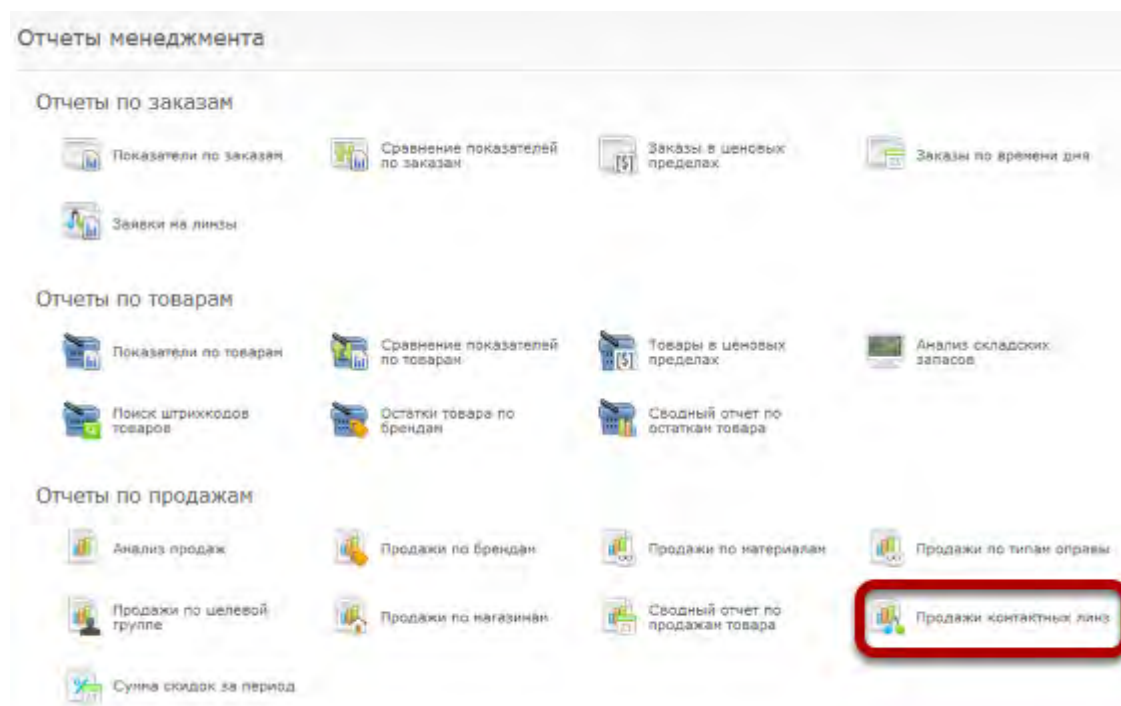 Отчеты менеджмента
Отчеты по заказам
Показатели по заказам
Сравнение показателей
по заказам
Заказы в ценовых
пределах
Заказы по времени дня
Заявки на линзы
Отчеты по товарам
Показатели по товарам
Сравнение показателей
по товарам
Товары в ценовых
пределах
Анализ складских
запасов
Поиск штрихкодов
товаров
Остатки товара по
брендам
Сводный отчет по
остаткам товара
Отчеты по продажам
Анализ продаж
Продажи по брендам
Продажи по материалам
Продажи по типам оправы
Продажи по целевой
группе
Продажи по магазинам
Сводный отчет по
продажам товара
Продажи контактных линз
Сумма скидок за период